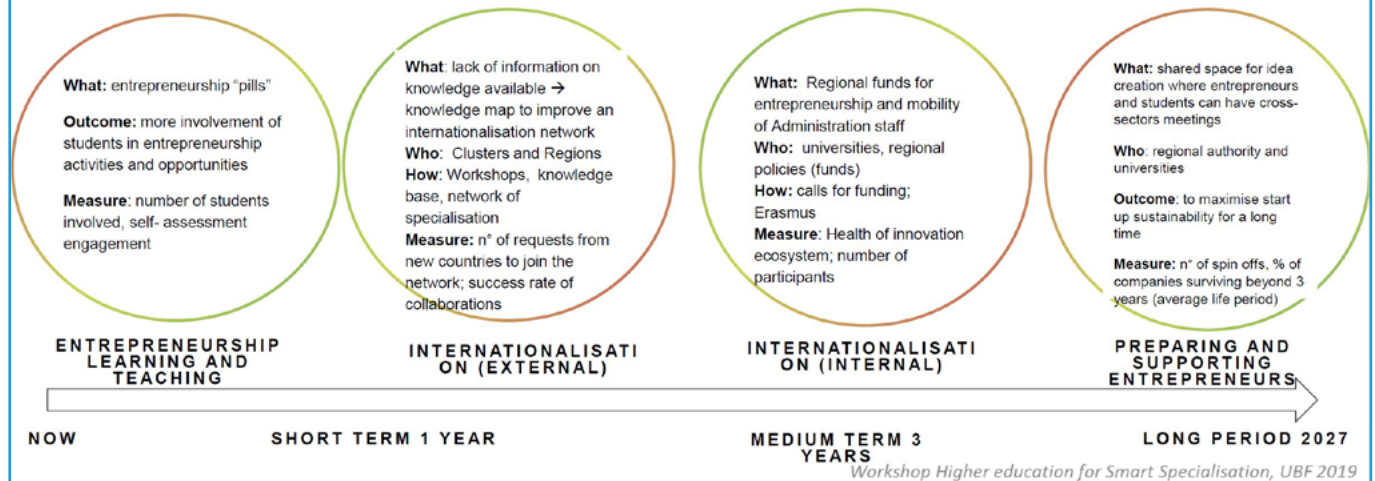 What: entrepreneurship “pills”
Outcome: more involvement of
students in entrepreneurship
activities and opportunities
Measure: number of students
involved, self- assessment
engagement
What: lack of information on
knowledge available →
knowledge map to improve an
internationalisation network
Who: Clusters and Regions
How: Workshops, knowledge
base, network of
specialisation
Measure: n° of requests from
new countries to join the
network; success rate of
collaborations
What: Regional funds for
entrepreneurship and mobility
of Administration staff
Who: universities, regional
policies (funds)
How: calls for funding;
Erasmus
Measure: Health of innovation
ecosystem; number of
participants
What: shared space for idea
creation where entrepreneurs
and students can have cross-
sectors meetings
Who: regional authority and
universities
Outcome: to maximise start
up sustainability for a long
time
Measure: n° of spin offs, % of
companies surviving beyond 3
years (average life period)
ENTREPRENEURSHIP
LEARNING AND
TEACHING
INTERNATIONALISATI
ON (EXTERNAL)
INTERNATIONALISATI
ON (INTERNAL)
PREPARING AND
SUPPORTING
ENTREPRENEURS
NOW
SHORT TERM 1 YEAR
MEDIUM TERM 3
YEARS
LONG PERIOD 2027
Workshop Higher education for Smart Specialisation, UBF 2019